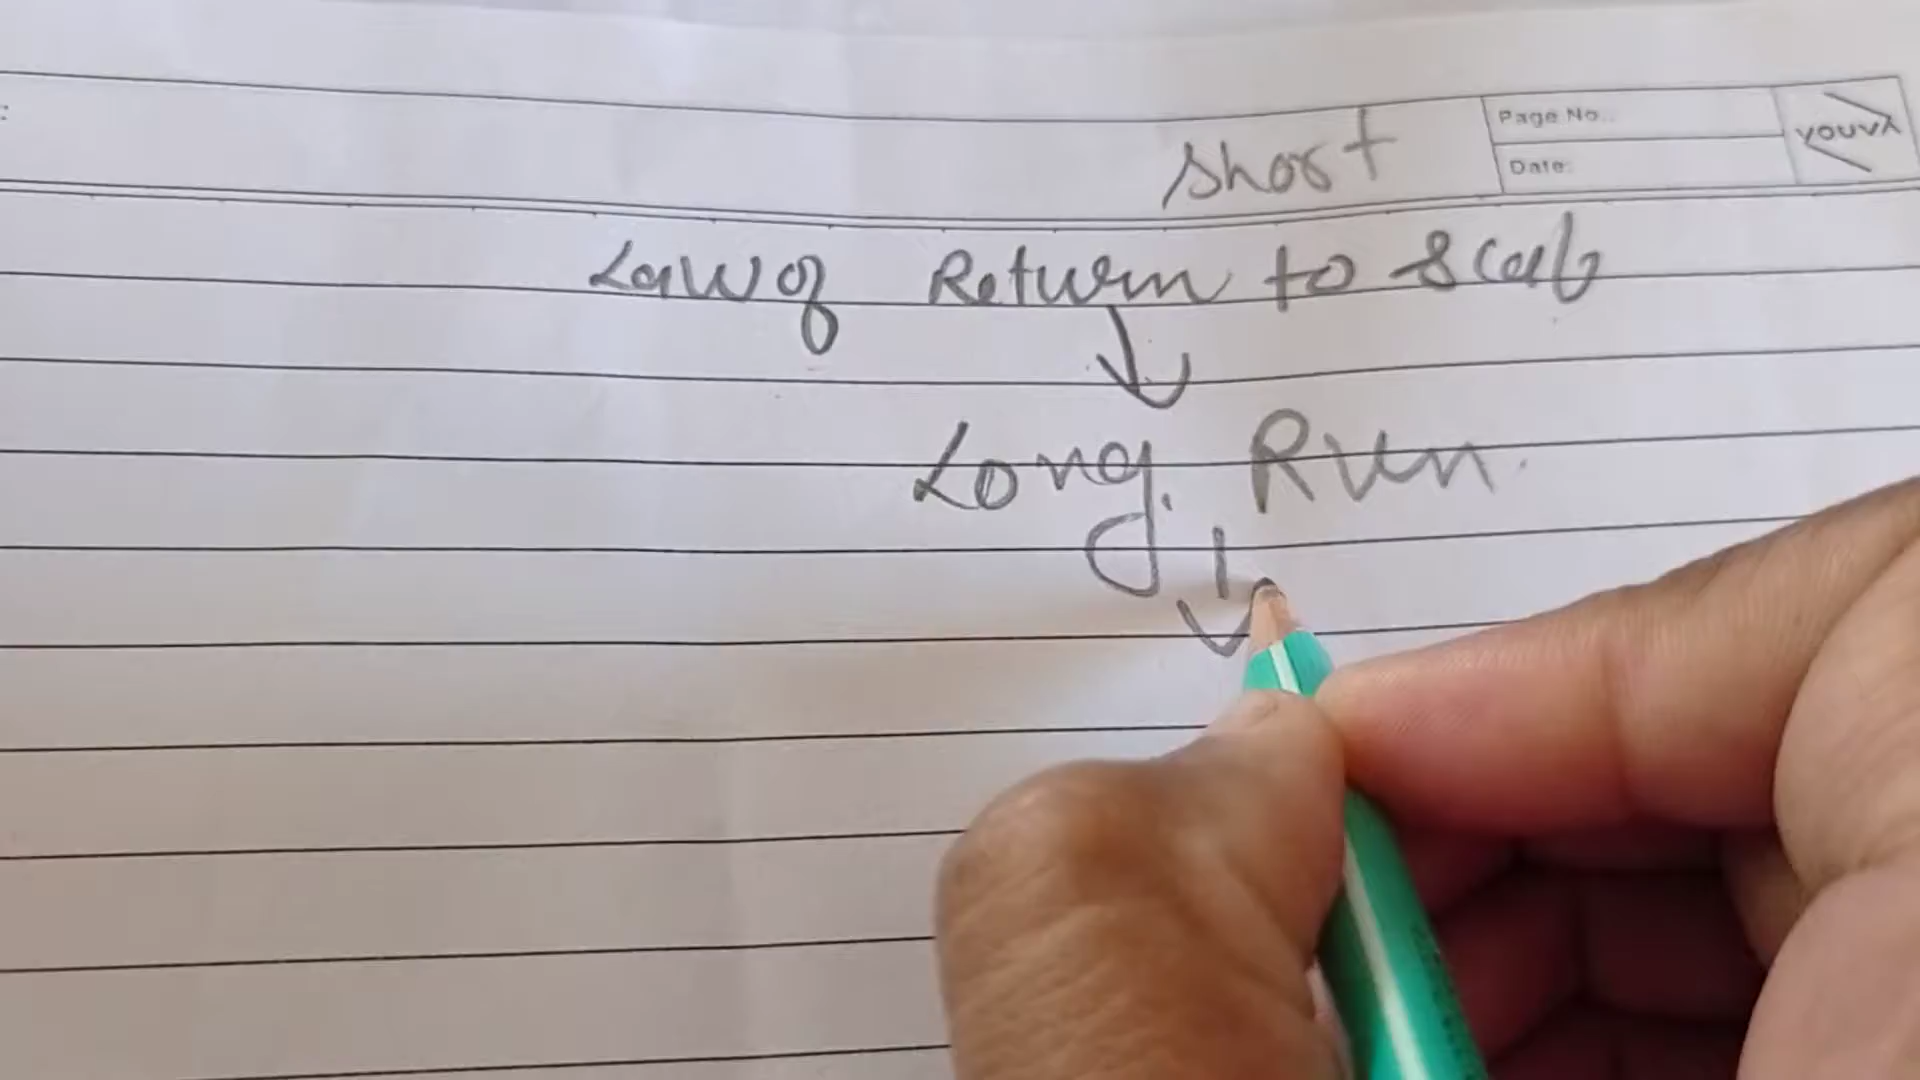 Page No.:
short
youva
Date:
Law of Return to Scale
Long Run.